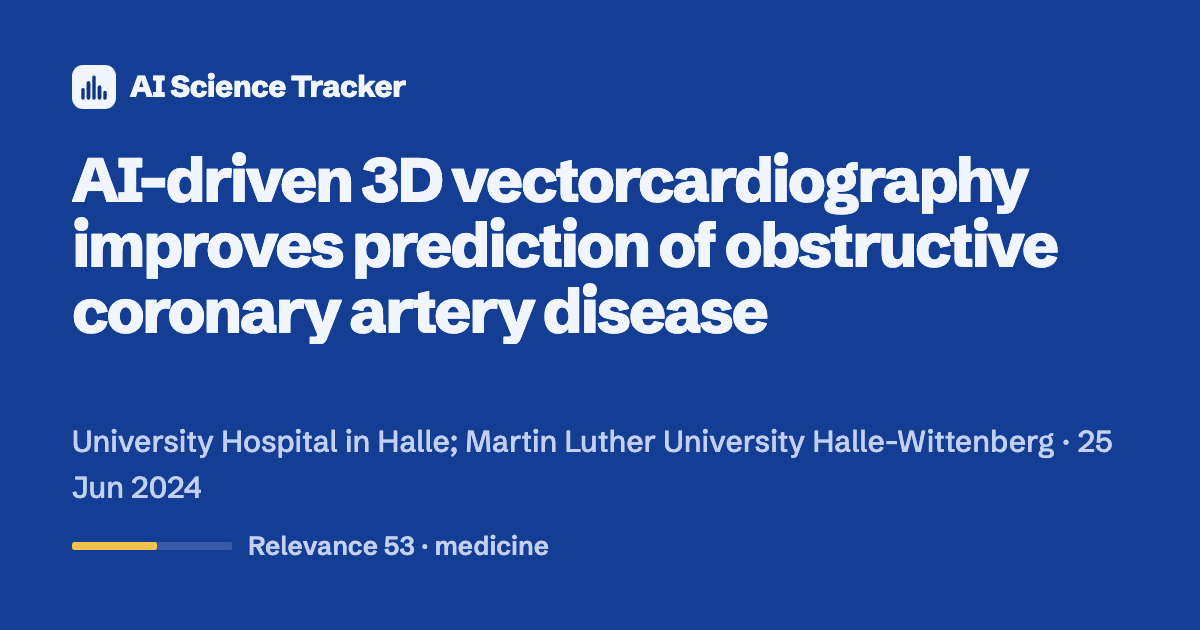 AI Science Tracker
AI-driven 3D vectorcardiography
improves prediction of obstructive
coronary artery disease
University Hospital in Halle; Martin Luther University Halle-Wittenberg · 25
Jun 2024
Relevance 53 · medicine